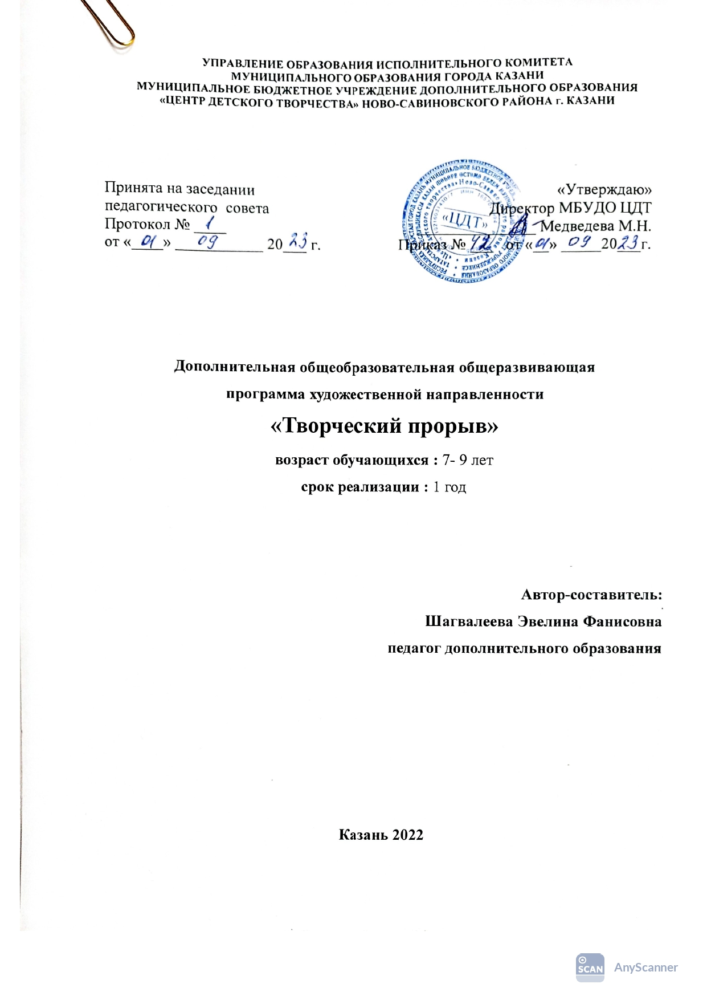 УПРАВЛЕНИЕ ОБРАЗОВАНИЯ ИСПОЛНИТЕЛЬНОГО КОМИТЕТА
МУНИЦИПАЛЬНОГО ОБРАЗОВАНИЯ ГОРОДА КАЗАНИ
МУНИЦИПАЛЬНОЕ БЮДЖЕТНОЕ УЧРЕЖДЕНИЕ ДОПОЛНИТЕЛЬНОГО ОБРАЗОВАНИЯ
«ЦЕНТР ДЕТСКОГО ТВОРЧЕСТВА» НОВО-САВИНОВСКОГО РАЙОНА г. КАЗАНИ
Принята на заседании
педагогического совета
Протокол № 1
от «01» 09 2023 г.
«Утверждаю»
Директор МБУДО ЦДТ
Медведева М.Н.
Приказ № 42 от «01» 09 2023г.
«ЦДТ»
Дополнительная общеобразовательная общеразвивающая
программа художественной направленности
«Творческий прорыв»
возраст обучающихся : 7- 9 лет
срок реализации : 1 год
Автор-составитель:
Шагвалеева Эвелина Фанисовна
педагог дополнительного образования
Казань 2022
SCAN AnyScanner